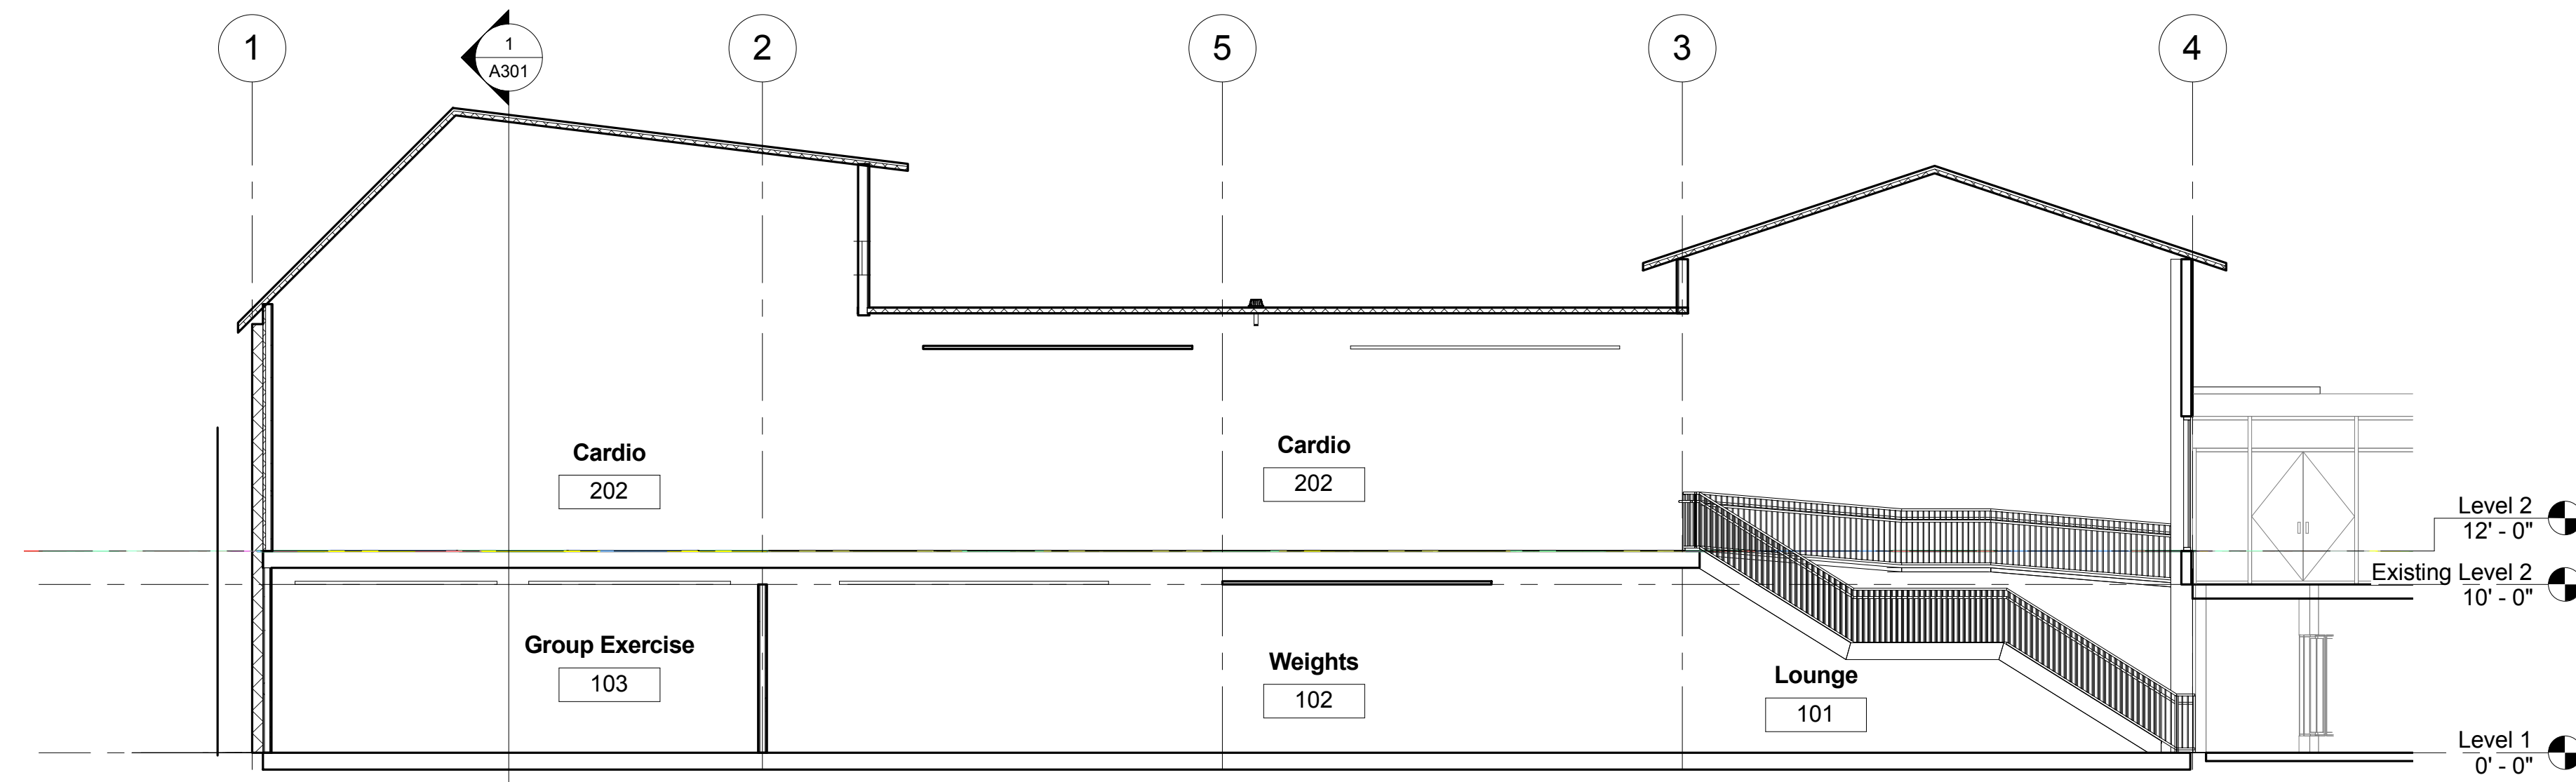 1
1
A301
2
5
3
4
Cardio
202
Cardio
202
Level 2
12' - 0"
Existing Level 2
10' - 0"
Group Exercise
103
Weights
102
Lounge
101
Level 1
0' - 0"